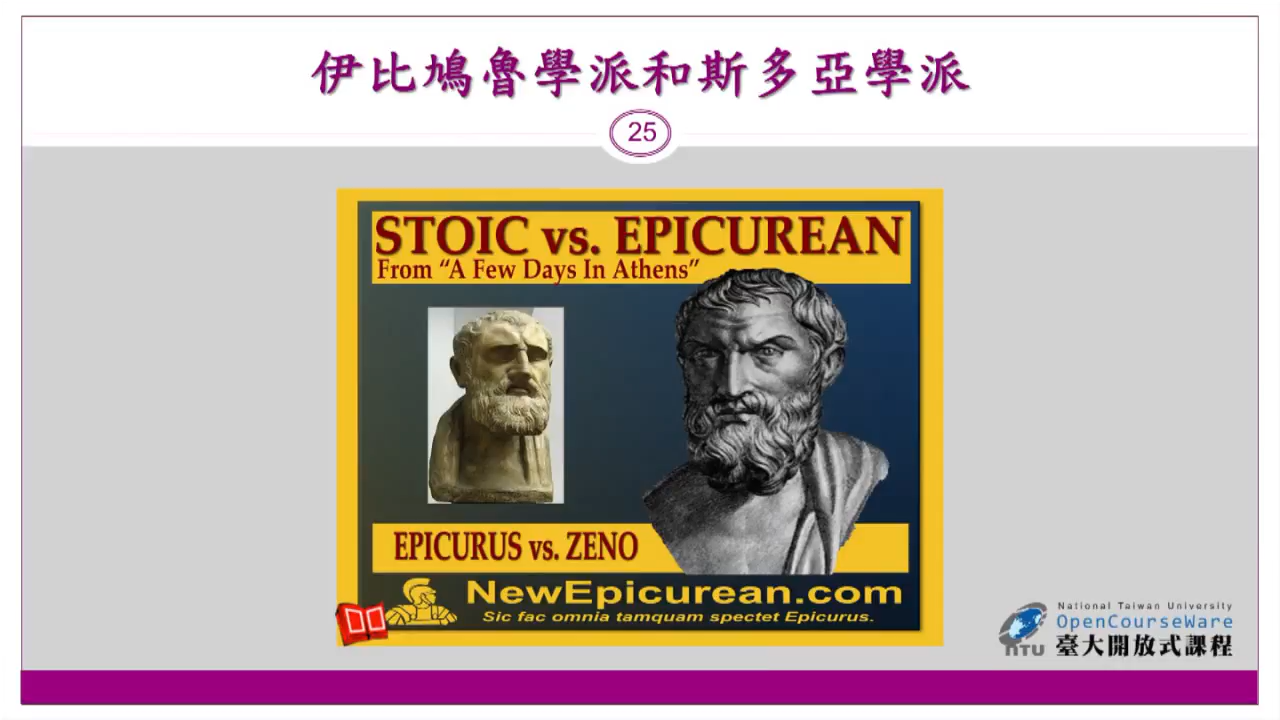 伊比鳩魯學派和斯多亞學派
25
STOIC vs. EPICUREAN
From “A Few Days In Athens”
EPICURUS vs. ZENO
NewEpicurean.com
Sic fac omnia tamquam spectet Epicurus.
National Taiwan University
OpenCourseWare
NTU 臺大開放式課程